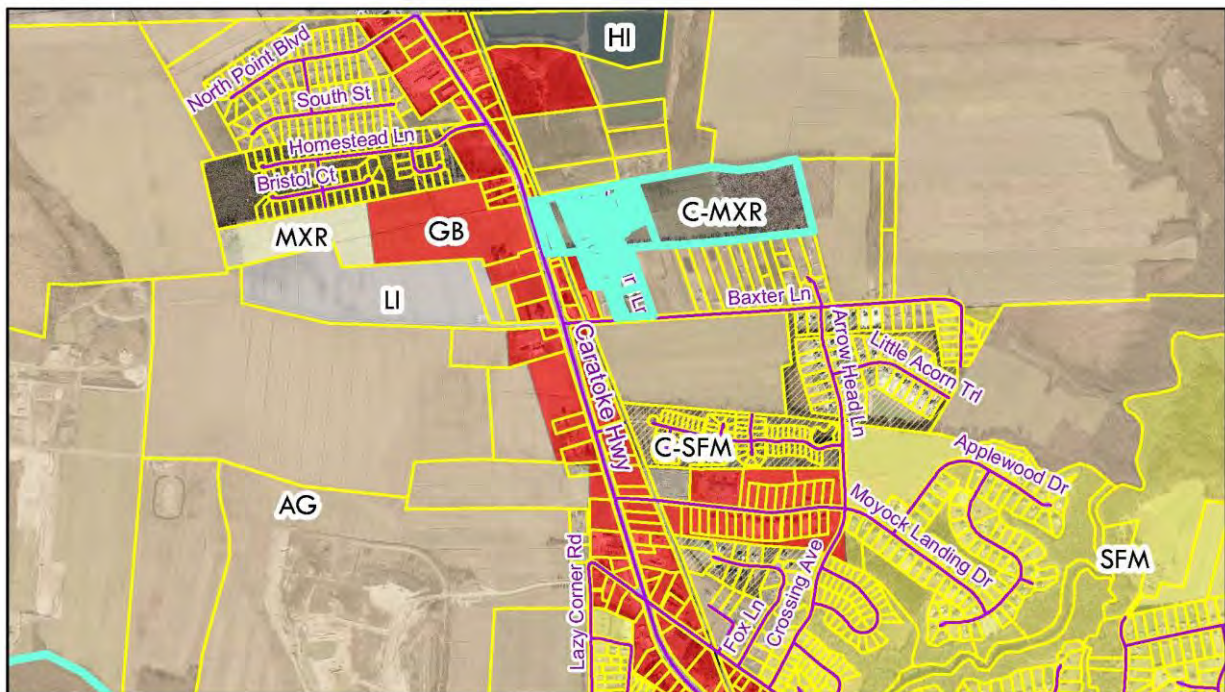 HI
North Point Blvd
South St
Homestead Ln
Bristol Ct
C-MXR
MXR
GB
LI
Baxter Ln
Arrow Head Ln
Little Acorn Trl
Caratoke Hwy
C-SFM
Applewood Dr
AG
Moyock Landing Dr
SFM
Lazy Corner Rd
Fox Ln
Crossing Ave